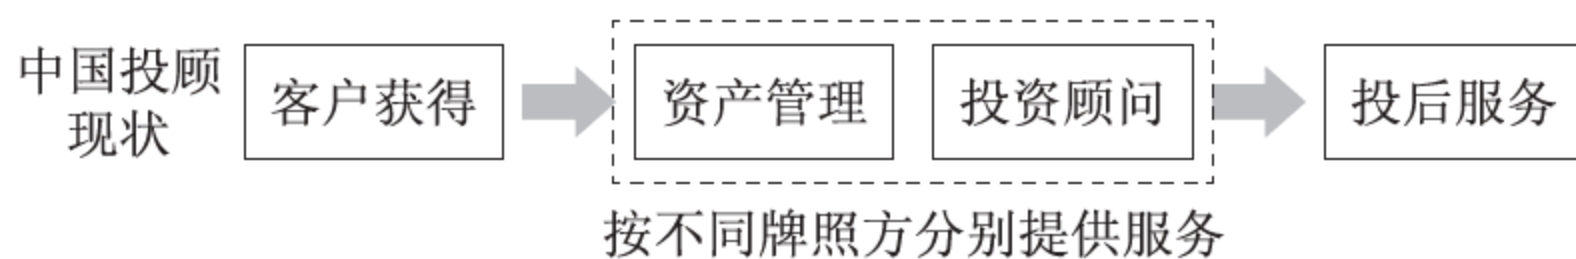 中国投顾
现状
客户获得
资产管理
投资顾问
投后服务
按不同牌照方分别提供服务